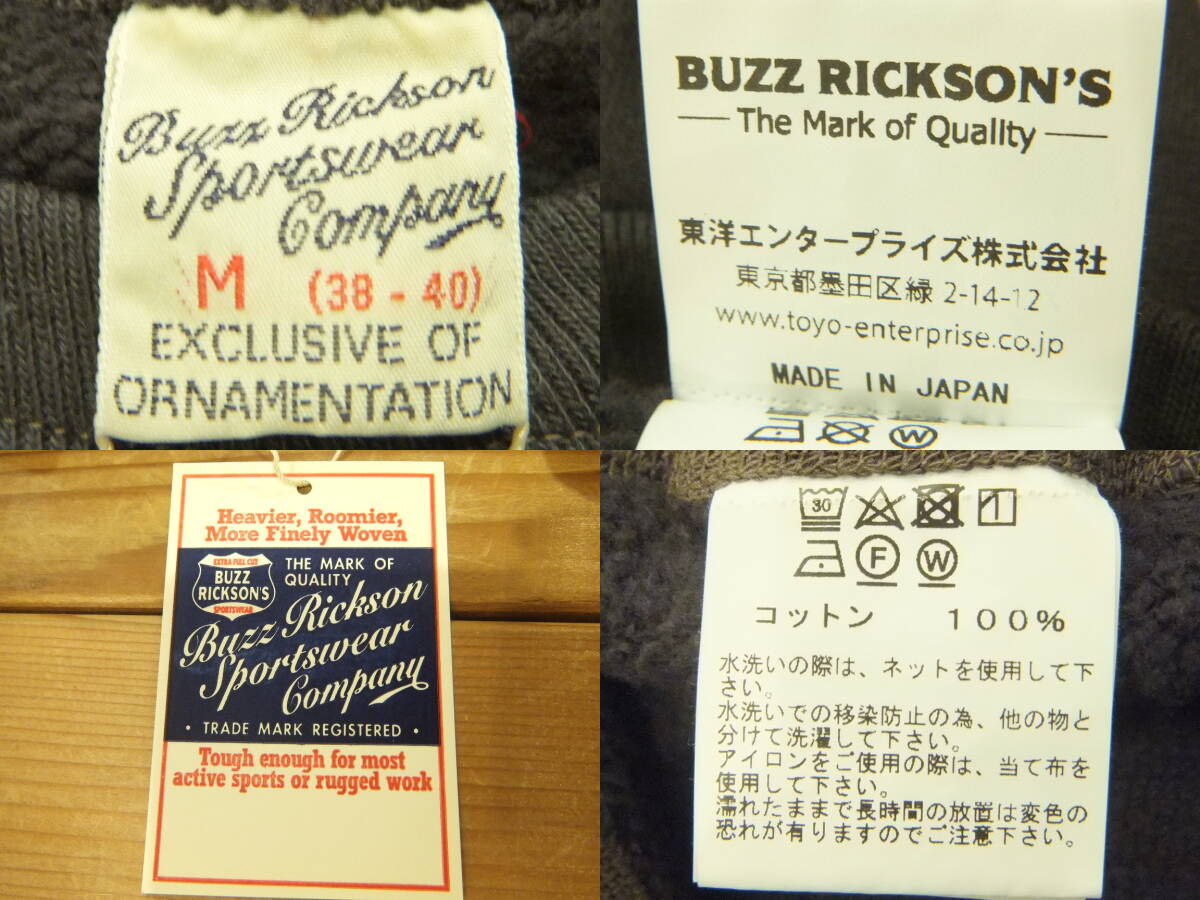 Buzz Rickson
Sportswear
Company
M (38 - 40)
EXCLUSIVE OF
ORNAMENTATION
BUZZ RICKSON'S
The Mark of Quality
東洋エンタープライズ株式会社
東京都墨田区緑 2-14-12
www.toyo-enterprise.co.jp
MADE IN JAPAN
W
Heavier, Roomier,
More Finely Woven
EXTRA FULL CUT
BUZZ
RICKSON'S
SPORTSWEAR
THE MARK OF
QUALITY
Buzz Rickson
Sportswear
Company
• TRADE MARK REGISTERED •
Tough enough for most
active sports or rugged work
30
F W
コットン 100%
水洗いの際は、ネットを使用して下
さい。
水洗いでの移染防止の為、他の物と
分けて洗濯して下さい。
アイロンをご使用の際は、当て布を
使用して下さい。
濡れたままで長時間の放置は変色の
恐れが有りますのでご注意下さい。